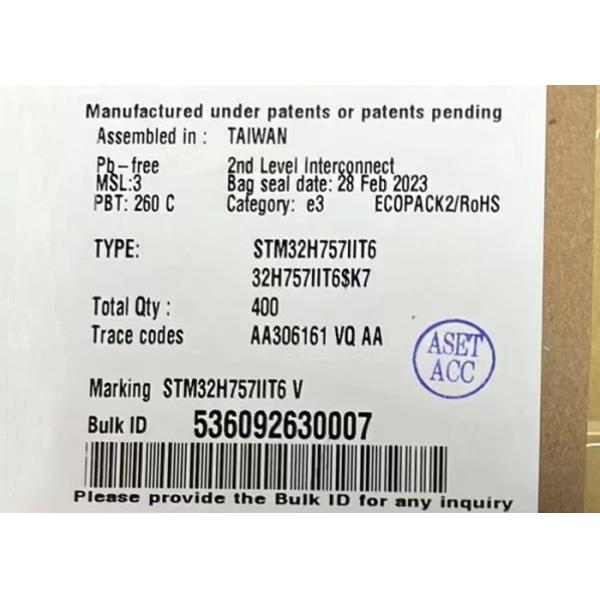 Manufactured under patents or patents pending
Assembled in : TAIWAN
Pb-free 2nd Level Interconnect
MSL:3 Bag seal date: 28 Feb 2023
PBT: 260 C Category: e3 ECOPACK2/RoHS
TYPE: STM32H757IIT6
32H757IIT6$K7
Total Qty : 400
Trace codes AA306161 VQ AA
ASET
ACC
Marking STM32H757IIT6 V
Bulk ID 536092630007
Please provide the Bulk ID for any inquiry